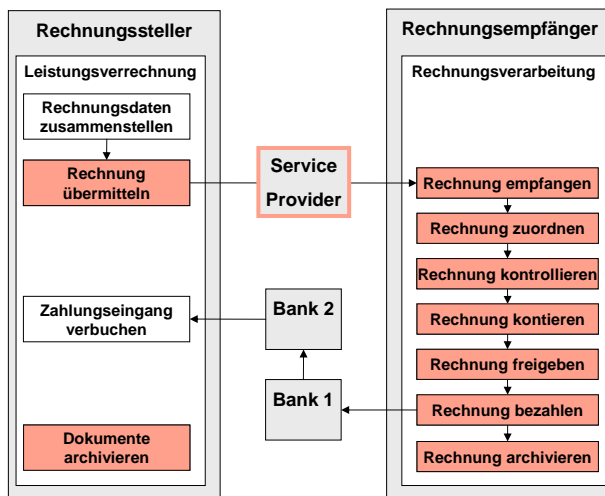 Rechnungssteller
Leistungsverrechnung
Rechnungsdaten
zusammenstellen
Rechnung
übermitteln
Zahlungseingang
verbuchen
Dokumente
archivieren
Service
Provider
Bank 2
Bank 1
Rechnungsempfänger
Rechnungsverarbeitung
Rechnung empfangen
Rechnung zuordnen
Rechnung kontrollieren
Rechnung kontieren
Rechnung freigeben
Rechnung bezahlen
Rechnung archivieren